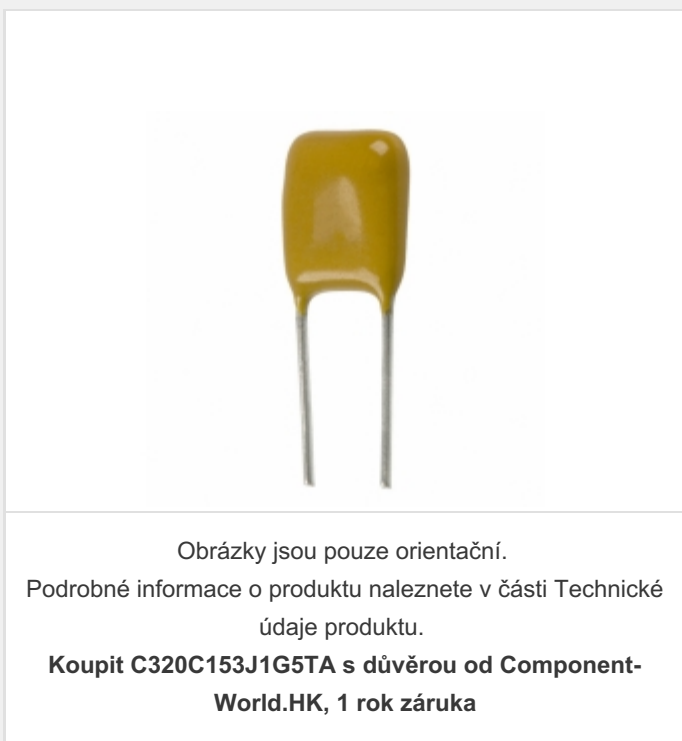 Obrázky jsou pouze orientační.
Podrobné informace o produktu naleznete v části Technické
údaje produktu.
Koupit C320C153J1G5TA s důvěrou od Component-
World.HK, 1 rok záruka